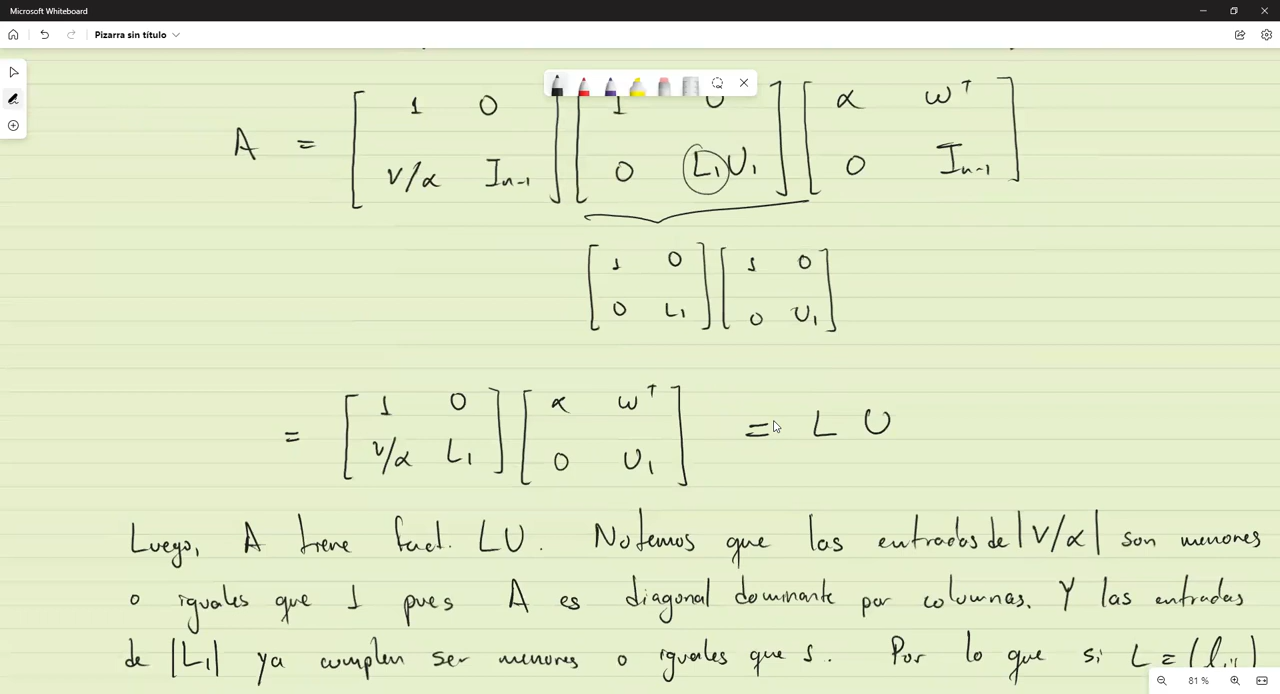 Microsoft Whiteboard
Pizarra sin título
A = [ 1 0 ; v/α I_{n-1} ] [ 1 0 ; 0 L₁U₁ ] [ α ω^T ; 0 I_{n-1} ]
[ 1 0 ; 0 L₁ ] [ 1 0 ; 0 U₁ ]
= [ 1 0 ; v/α L₁ ] [ α ω^T ; 0 U₁ ] = L U
Luego, A tiene fact. LU. Notemos que las entradas de |V/α| son menores
o iguales que 1 pues A es diagonal dominante por columnas. Y las entradas
de |L₁| ya cumplen ser menores o iguales que 1. Por lo que si L = (l_{ij})
81 %